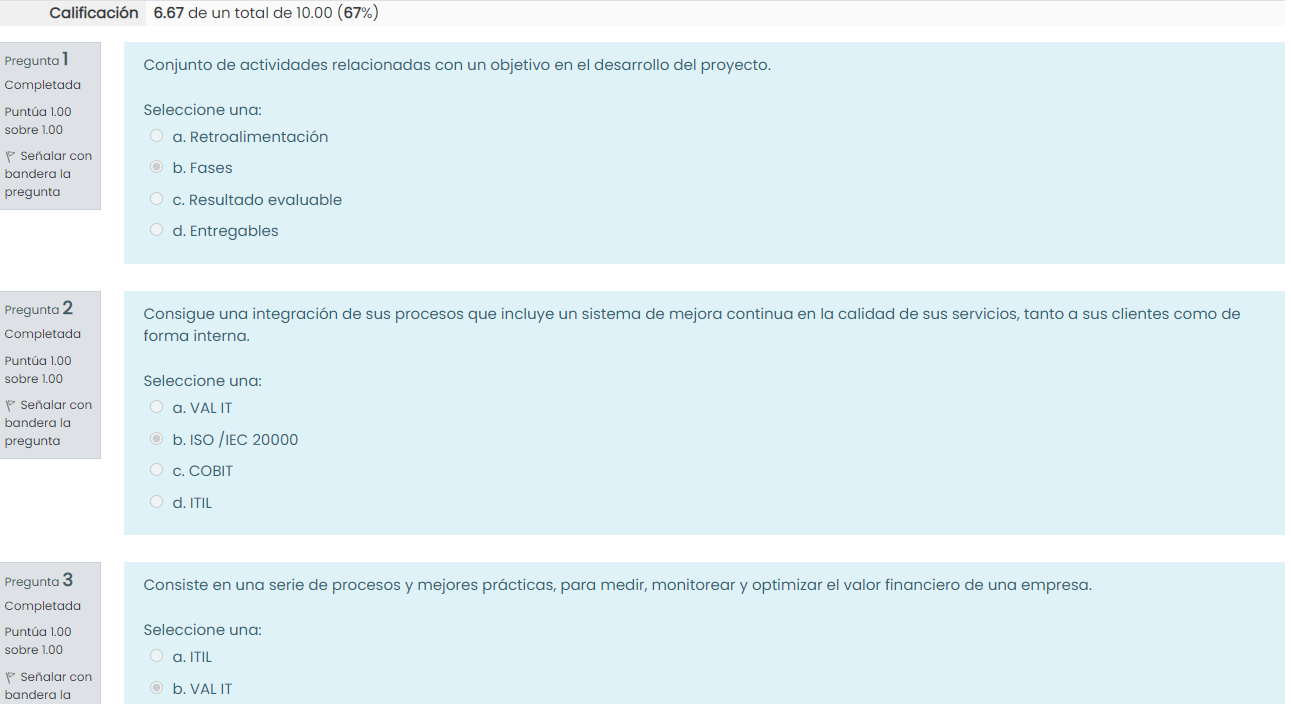 Calificación 6.67 de un total de 10.00 (67%)
Pregunta 1
Completada
Puntúa 1.00
sobre 1.00
Señalar con
bandera la
pregunta
Conjunto de actividades relacionadas con un objetivo en el desarrollo del proyecto.
Seleccione una:
a. Retroalimentación
b. Fases
c. Resultado evaluable
d. Entregables
Pregunta 2
Completada
Puntúa 1.00
sobre 1.00
Señalar con
bandera la
pregunta
Consigue una integración de sus procesos que incluye un sistema de mejora continua en la calidad de sus servicios, tanto a sus clientes como de
forma interna.
Seleccione una:
a. VAL IT
b. ISO /IEC 20000
c. COBIT
d. ITIL
Pregunta 3
Completada
Puntúa 1.00
sobre 1.00
Señalar con
bandera la
Consiste en una serie de procesos y mejores prácticas, para medir, monitorear y optimizar el valor financiero de una empresa.
Seleccione una:
a. ITIL
b. VAL IT